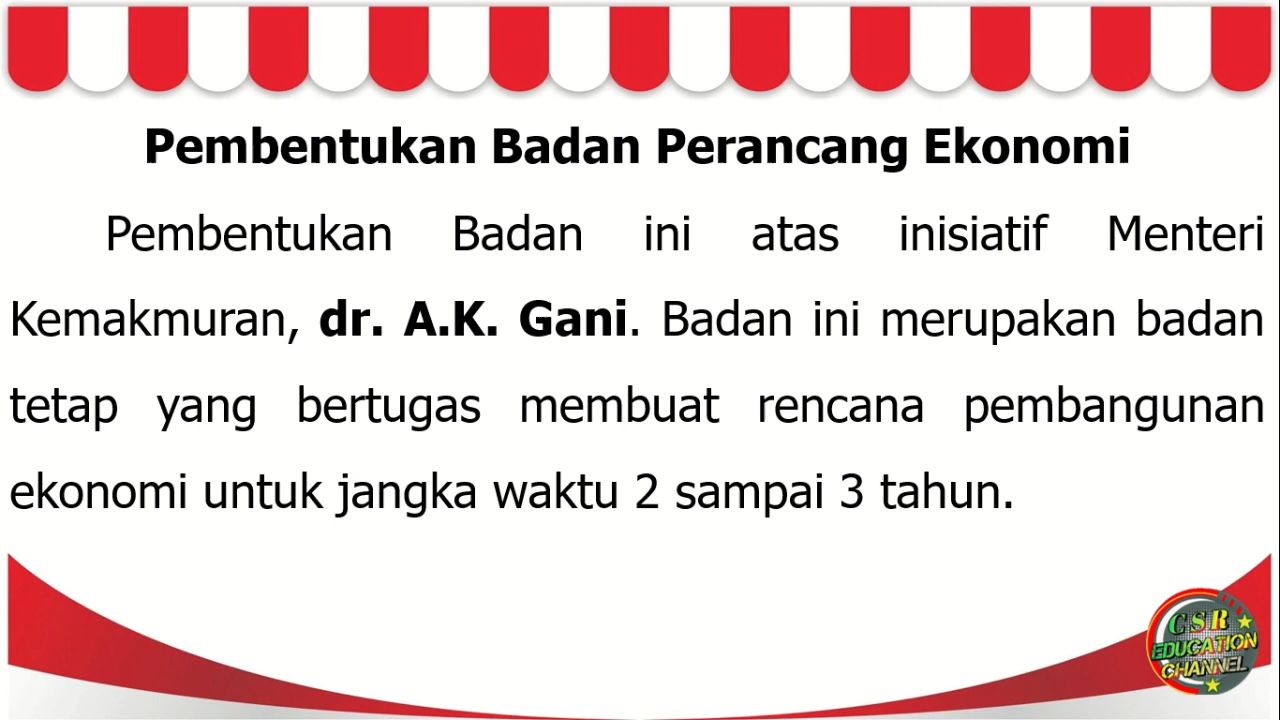 Pembentukan Badan Perancang Ekonomi
Pembentukan Badan ini atas inisiatif Menteri
Kemakmuran, dr. A.K. Gani. Badan ini merupakan badan
tetap yang bertugas membuat rencana pembangunan
ekonomi untuk jangka waktu 2 sampai 3 tahun.
CSR
EDUCATION
CHANNEL